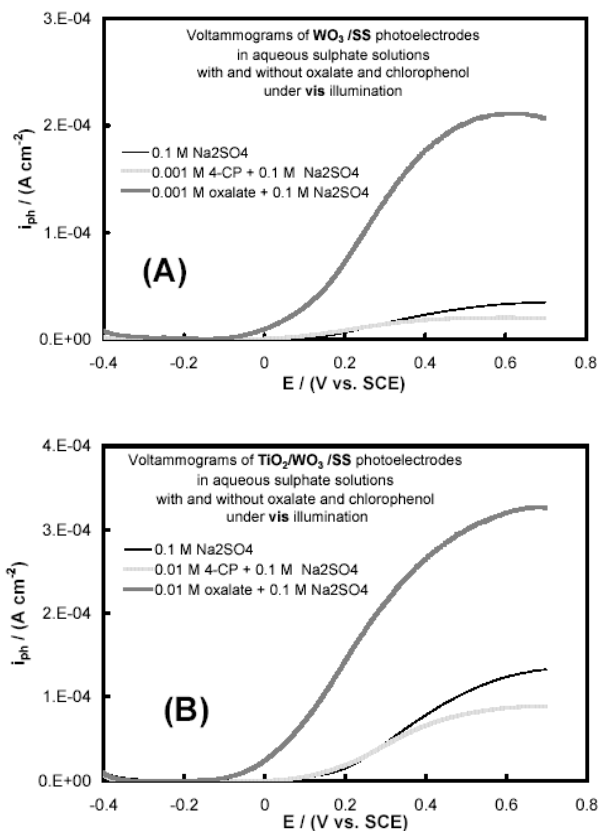 3.E-04
Voltammograms of WO3 /SS photoelectrodes
in aqueous sulphate solutions
with and without oxalate and chlorophenol
under vis illumination
2.E-04
0.1 M Na2SO4
0.001 M 4-CP + 0.1 M Na2SO4
0.001 M oxalate + 0.1 M Na2SO4
iph / (A cm-2)
1.E-04
(A)
0.E+00
-0.4 -0.2 0 0.2 0.4 0.6 0.8
E / (V vs. SCE)
4.E-04
Voltammograms of TiO2/WO3 /SS photoelectrodes
in aqueous sulphate solutions
with and without oxalate and chlorophenol
under vis illumination
3.E-04
0.1 M Na2SO4
0.01 M 4-CP + 0.1 M Na2SO4
0.01 M oxalate + 0.1 M Na2SO4
2.E-04
iph / (A cm-2)
1.E-04
(B)
0.E+00
-0.4 -0.2 0 0.2 0.4 0.6 0.8
E / (V vs. SCE)